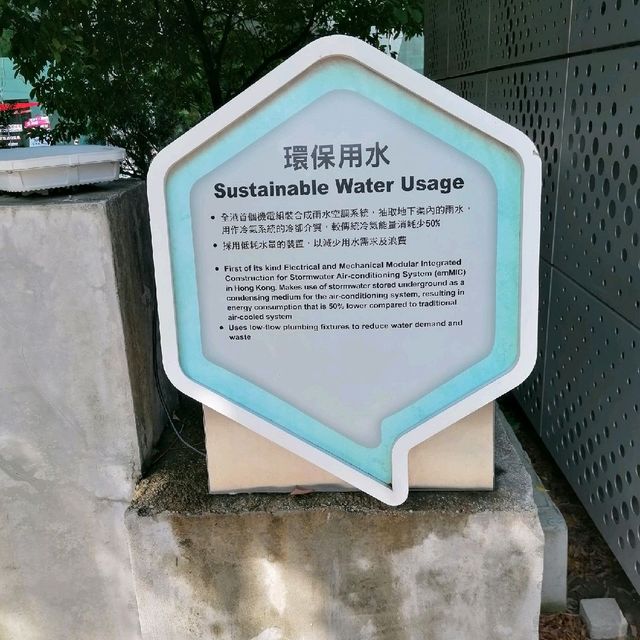 環保用水
Sustainable Water Usage
• 全港首個機電組裝合成雨水空調系統，抽取地下渠內的雨水，
用作冷氣系統的冷卻介質，較傳統冷氣能量消耗少50%
• 採用低耗水量的裝置，以減少用水需求及浪費
• First of its kind Electrical and Mechanical Modular Integrated
Construction for Stormwater Air-conditioning System (emMIC)
in Hong Kong. Makes use of stormwater stored underground as a
condensing medium for the air-conditioning system, resulting in
energy consumption that is 50% lower compared to traditional
air-cooled system
• Uses low-flow plumbing fixtures to reduce water demand and
waste